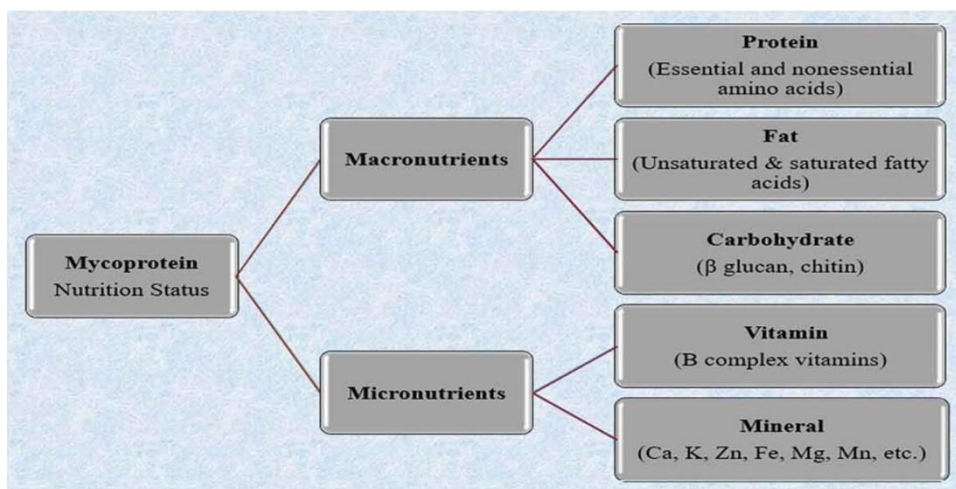 Protein
(Essential and nonessential
amino acids)
Macronutrients
Fat
(Unsaturated & saturated fatty
acids)
Carbohydrate
(β glucan, chitin)
Mycoprotein
Nutrition Status
Vitamin
(B complex vitamins)
Micronutrients
Mineral
(Ca, K, Zn, Fe, Mg, Mn, etc.)